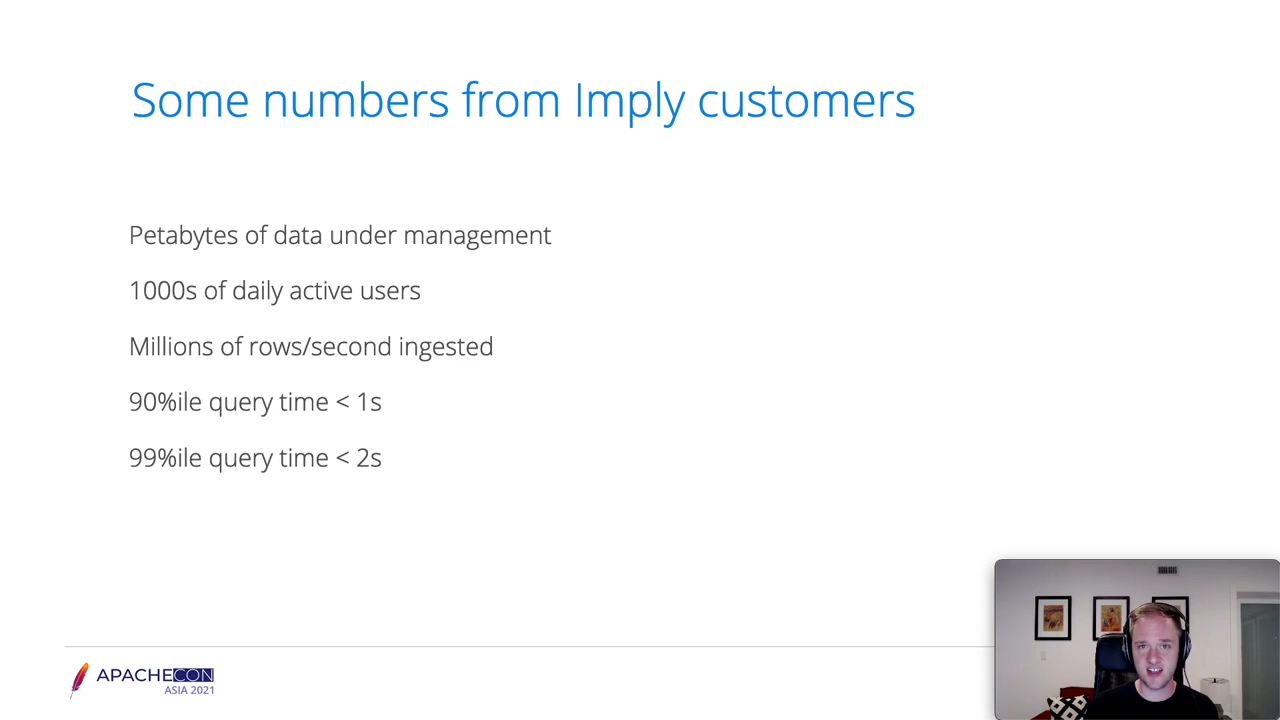 Some numbers from Imply customers
Petabytes of data under management
1000s of daily active users
Millions of rows/second ingested
90%ile query time < 1s
99%ile query time < 2s
APACHECON
ASIA 2021